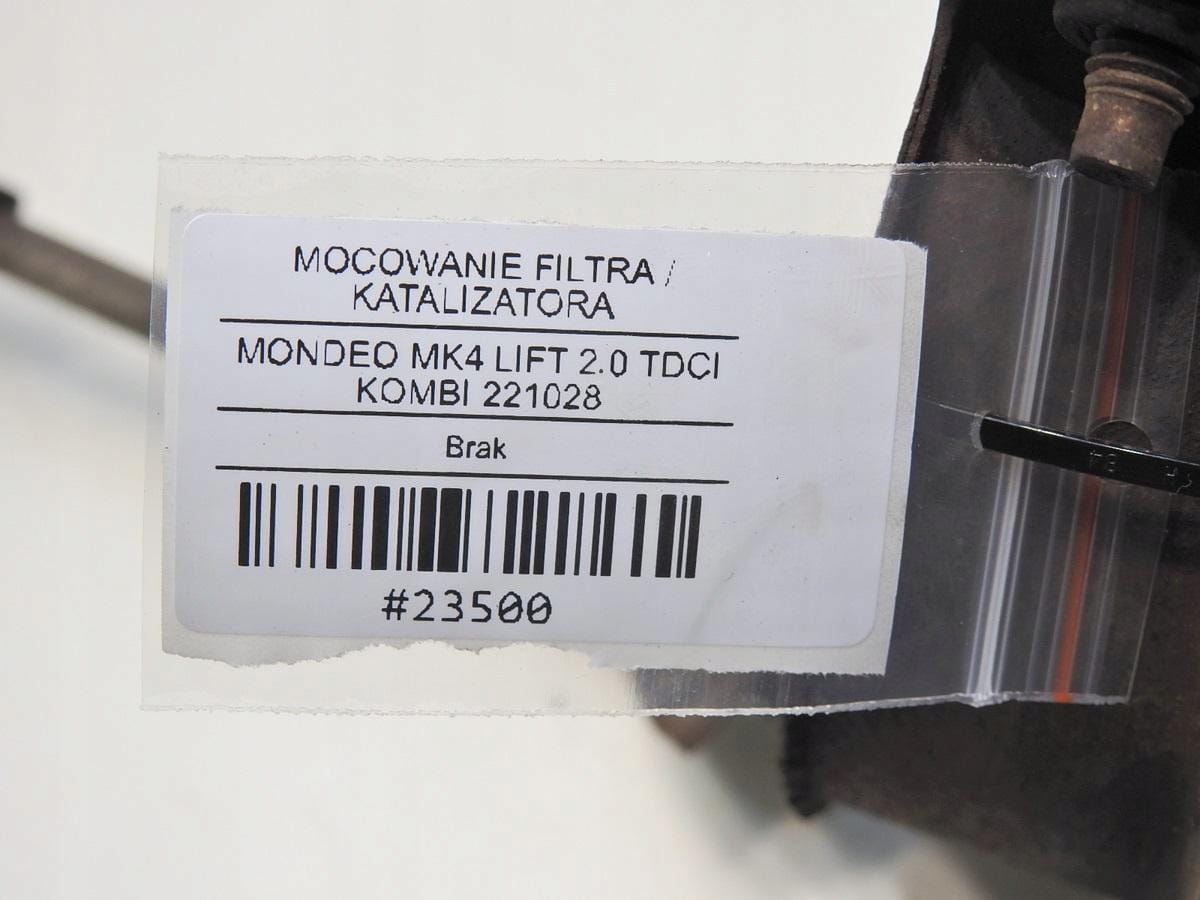 MOCOWANIE FILTRA /
KATALIZATORA
MONDEO MK4 LIFT 2.0 TDCI
KOMBI 221028
Brak
#23500